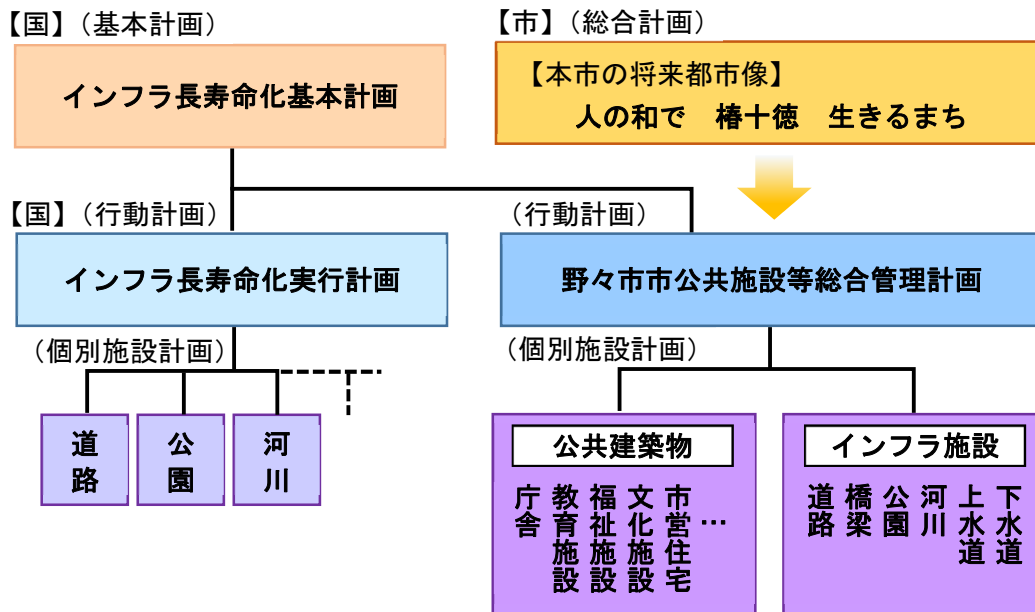 【国】(基本計画)
インフラ長寿命化基本計画
【市】(総合計画)
【本市の将来都市像】
人の和で　椿十徳　生きるまち
【国】(行動計画)
インフラ長寿命化実行計画
(行動計画)
野々市市公共施設等総合管理計画
(個別施設計画)
道路
公園
河川
(個別施設計画)
公共建築物
庁舎
教育施設
福祉施設
文化施設
市営住宅
…
インフラ施設
道路
橋梁
公園
河川
上水道
下水道